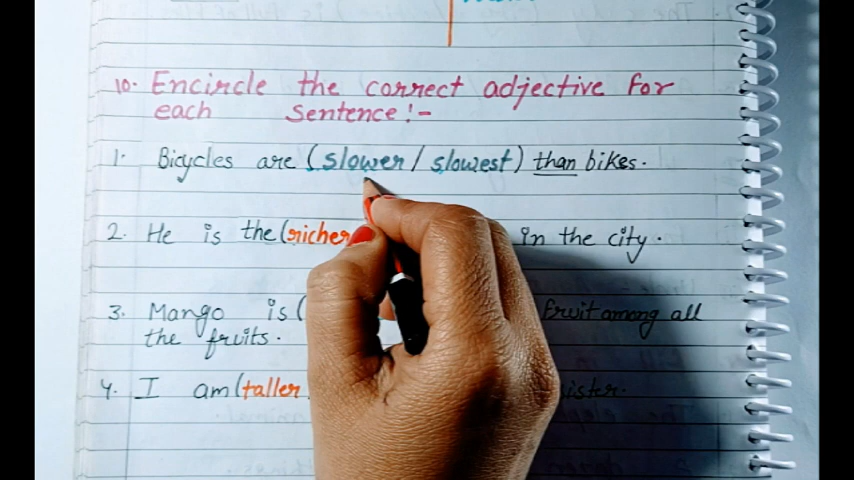 10. Encircle the correct adjective for
each sentence :-
1. Bicycles are (slower / slowest) than bikes.
2. He is the (richer in the city.
3. Mango is ( fruit among all
the fruits.
4. I am (taller